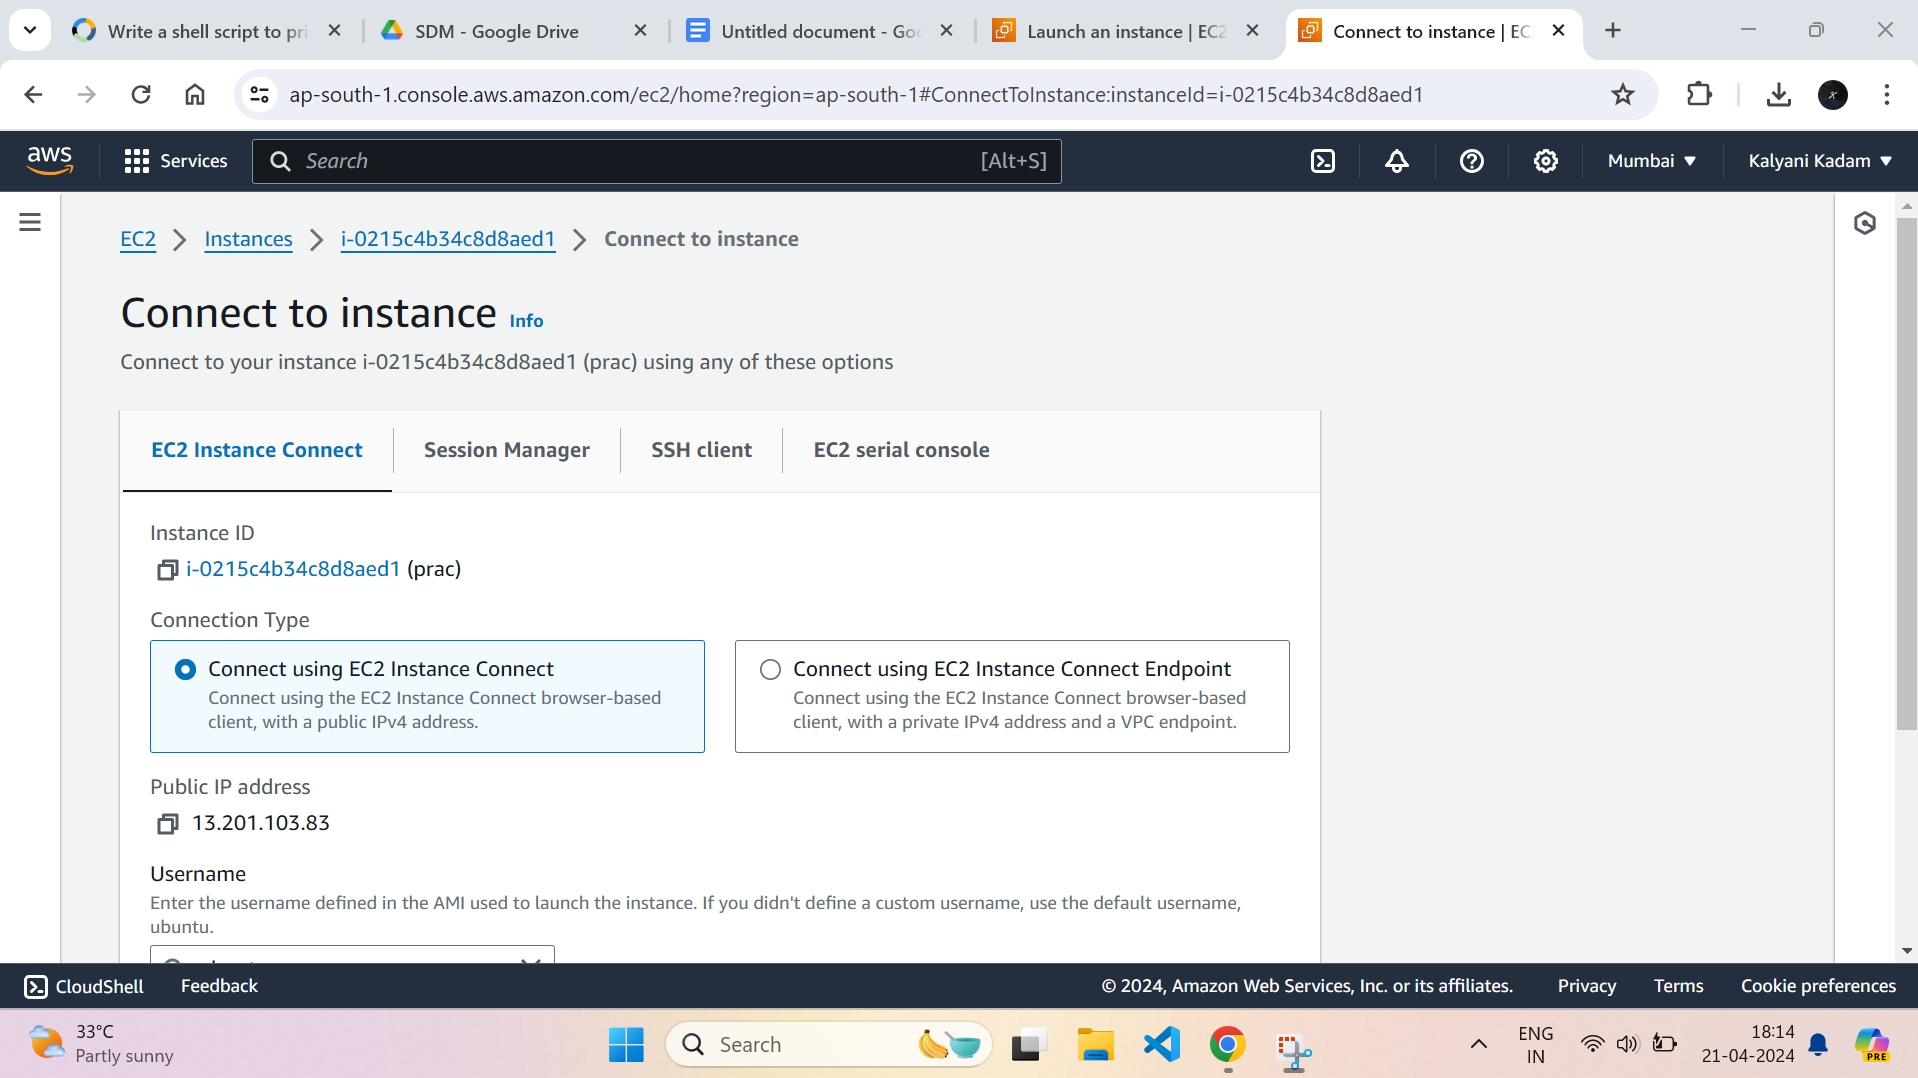 Write a shell script to pri
SDM - Google Drive
Untitled document - Goo
Launch an instance | EC2
Connect to instance | EC
ap-south-1.console.aws.amazon.com/ec2/home?region=ap-south-1#ConnectToInstance:instanceId=i-0215c4b34c8d8aed1
aws
Services
Search
[Alt+S]
Mumbai
Kalyani Kadam
EC2
Instances
i-0215c4b34c8d8aed1
Connect to instance
Connect to instance Info
Connect to your instance i-0215c4b34c8d8aed1 (prac) using any of these options
EC2 Instance Connect
Session Manager
SSH client
EC2 serial console
Instance ID
i-0215c4b34c8d8aed1 (prac)
Connection Type
Connect using EC2 Instance Connect
Connect using the EC2 Instance Connect browser-based
client, with a public IPv4 address.
Connect using EC2 Instance Connect Endpoint
Connect using the EC2 Instance Connect browser-based
client, with a private IPv4 address and a VPC endpoint.
Public IP address
13.201.103.83
Username
Enter the username defined in the AMI used to launch the instance. If you didn't define a custom username, use the default username,
ubuntu.
CloudShell
Feedback
© 2024, Amazon Web Services, Inc. or its affiliates.
Privacy
Terms
Cookie preferences
33°C
Partly sunny
Search
ENG
IN
18:14
21-04-2024
PRE